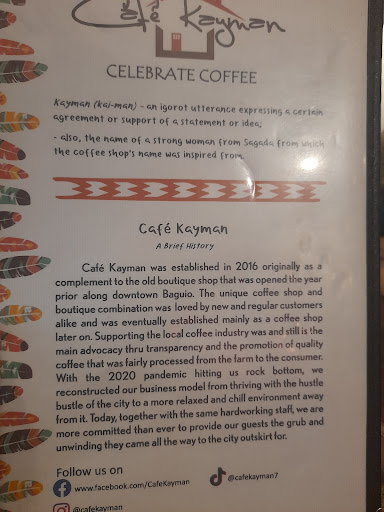 Café Kayman
CELEBRATE COFFEE
Kayman (kai-man) - an igorot utterance expressing a certain
agreement or support of a statement or idea;
- also, the name of a strong woman from Sagada from which
the coffee shop's name was inspired from.
Café Kayman
A Brief History
Café Kayman was established in 2016 originally as a
complement to the old boutique shop that was opened the year
prior along downtown Baguio. The unique coffee shop and
boutique combination was loved by new and regular customers
alike and was eventually established mainly as a coffee shop
later on. Supporting the local coffee industry was and still is the
main advocacy thru transparency and the promotion of quality
coffee that was fairly processed from the farm to the consumer.
With the 2020 pandemic hitting us rock bottom, we
reconstructed our business model from thriving with the hustle
bustle of the city to a more relaxed and chill environment away
from it. Today, together with the same hardworking staff, we are
more committed than ever to provide our guests the grub and
unwinding they came all the way to the city outskirt for.
Follow us on
www.facebook.com/CafeKayman
@cafekayman7
@cafekayman